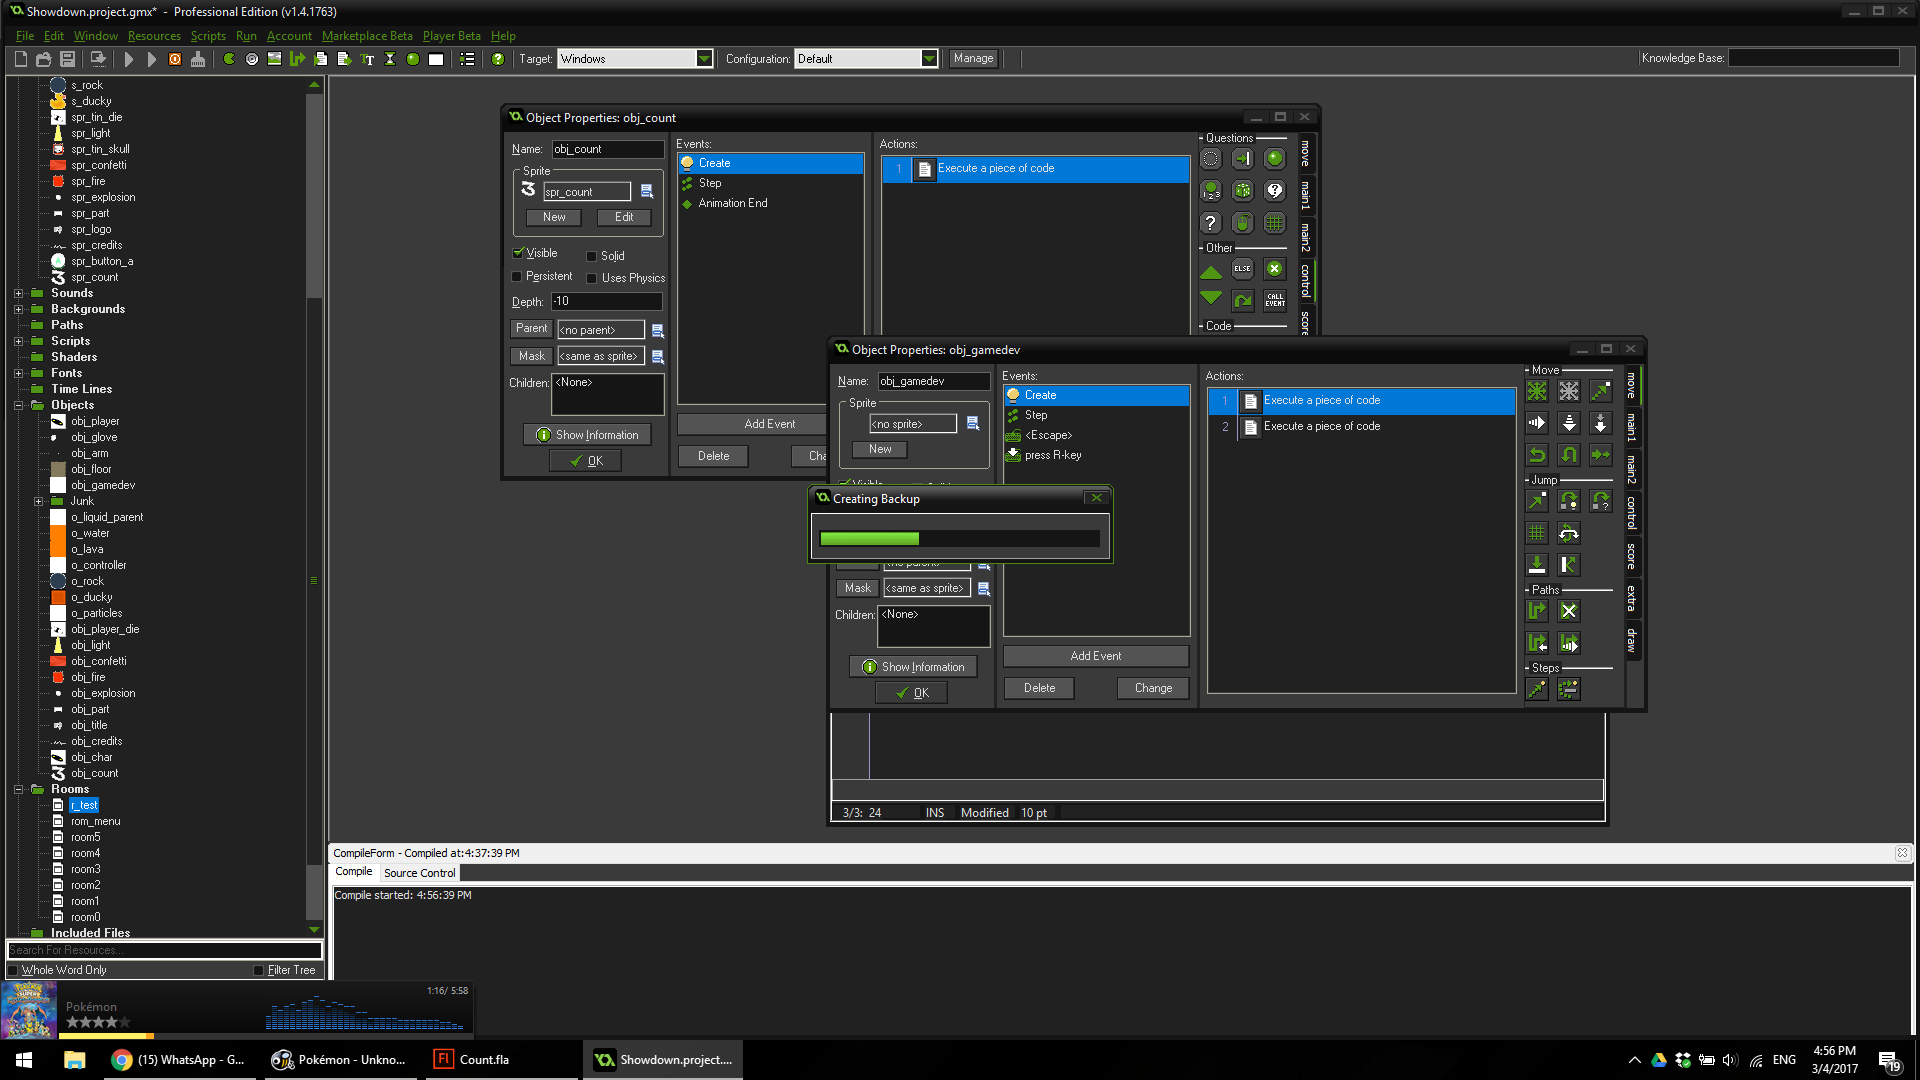 Showdown.project.gmx* - Professional Edition (v1.4.1763)
File Edit Window Resources Scripts Run Account Marketplace Beta Player Beta Help
Target: Windows Configuration: Default Manage Knowledge Base:
s_rock
s_ducky
spr_tin_die
spr_light
spr_tin_skull
spr_confetti
spr_fire
spr_explosion
spr_part
spr_logo
spr_credits
spr_button_a
spr_count
Sounds
Backgrounds
Paths
Scripts
Shaders
Fonts
Time Lines
Objects
obj_player
obj_glove
obj_arm
obj_floor
obj_gamedev
Junk
o_liquid_parent
o_water
o_lava
o_controller
o_rock
o_ducky
o_particles
obj_player_die
obj_light
obj_confetti
obj_fire
obj_explosion
obj_part
obj_title
obj_credits
obj_char
obj_count
Rooms
r_test
rom_menu
room5
room4
room3
room2
room1
room0
Included Files
Search For Resources...
Whole Word Only Filter Tree
Object Properties: obj_count
Name: obj_count
Sprite
spr_count
New Edit
Visible Solid
Persistent Uses Physics
Depth: -10
Parent <no parent>
Mask <same as sprite>
Children: <None>
Show Information
OK
Events:
Create
Step
Animation End
Add Event
Delete Cha
Actions:
1 Execute a piece of code
Questions
Other
ELSE
CALL EVENT
Code
move
main1
main2
control
score
Object Properties: obj_gamedev
Name: obj_gamedev
Sprite
<no sprite>
New
Visible
Mask <same as sprite>
Children: <None>
Show Information
OK
Events:
Create
Step
<Escape>
press R-key
Add Event
Delete Change
Actions:
1 Execute a piece of code
2 Execute a piece of code
Move
Jump
Paths
Steps
move
main1
main2
control
score
extra
draw
Creating Backup
3/3: 24 INS Modified 10 pt
CompileForm - Compiled at:4:37:39 PM
Compile Source Control
Compile started: 4:56:39 PM
1:16/ 5:58
Pokémon
(15) WhatsApp - G...
Pokémon - Unkno...
Fl Count.fla
Showdown.project....
ENG
4:56 PM
3/4/2017
19